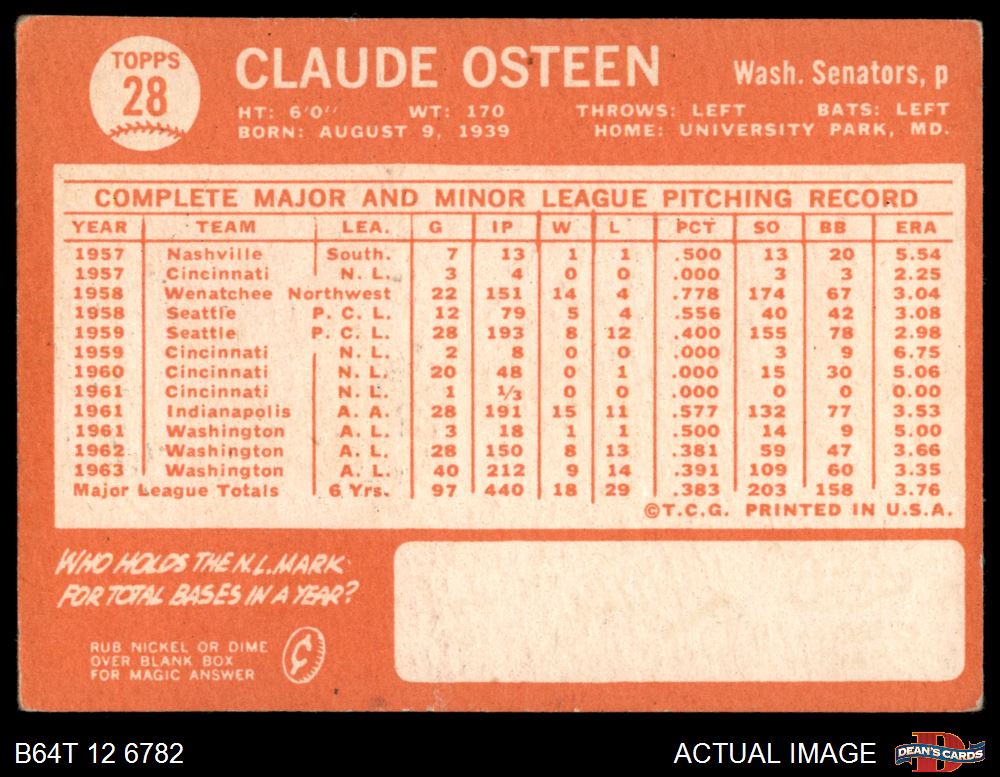 TOPPS
28
CLAUDE OSTEEN Wash. Senators, p
HT: 6'0" WT: 170 THROWS: LEFT BATS: LEFT
BORN: AUGUST 9, 1939 HOME: UNIVERSITY PARK, MD.
COMPLETE MAJOR AND MINOR LEAGUE PITCHING RECORD
YEAR TEAM LEA. G IP W L PCT SO BB ERA
1957 Nashville South. 7 13 1 1 .500 13 20 5.54
1957 Cincinnati N. L. 3 4 0 0 .000 3 3 2.25
1958 Wenatchee Northwest 22 151 14 4 .778 174 67 3.04
1958 Seattle P. C. L. 12 79 5 4 .556 40 42 3.08
1959 Seattle P. C. L. 28 193 8 12 .400 155 78 2.98
1959 Cincinnati N. L. 2 8 0 0 .000 3 9 6.75
1960 Cincinnati N. L. 20 48 0 1 .000 15 30 5.06
1961 Cincinnati N. L. 1 1/3 0 0 .000 0 0 0.00
1961 Indianapolis A. A. 28 191 15 11 .577 132 77 3.53
1961 Washington A. L. 3 18 1 1 .500 14 9 5.00
1962 Washington A. L. 28 150 8 13 .381 59 47 3.66
1963 Washington A. L. 40 212 9 14 .391 109 60 3.35
Major League Totals 6 Yrs. 97 440 18 29 .383 203 158 3.76
©T.C.G. PRINTED IN U.S.A.
WHO HOLDS THE N.L. MARK
FOR TOTAL BASES IN A YEAR?
RUB NICKEL OR DIME
OVER BLANK BOX
FOR MAGIC ANSWER
¢
B64T 12 6782 ACTUAL IMAGE D DEAN'S CARDS